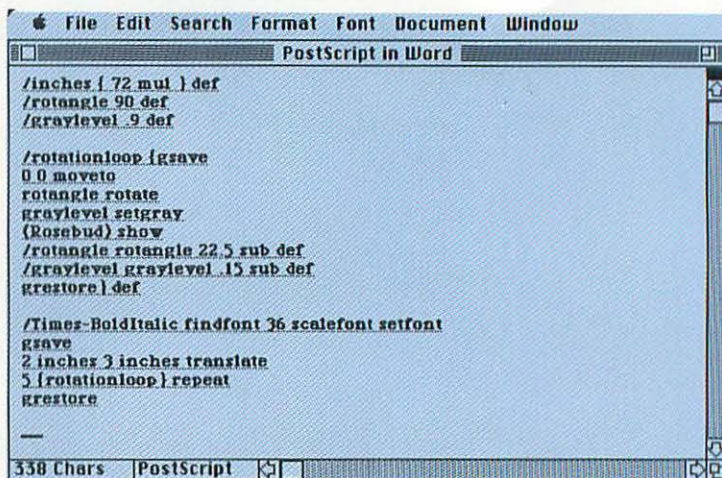 File Edit Search Format Font Document Window
PostScript in Word
/inches { 72 mul } def
/rotangle 90 def
/graylevel .9 def
/rotationloop {gsave
0 0 moveto
rotangle rotate
graylevel setgray
(Rosebud) show
/rotangle rotangle 22.5 sub def
/graylevel graylevel .15 sub def
grestore} def
/Times-BoldItalic findfont 36 scalefont setfont
gsave
2 inches 3 inches translate
5 {rotationloop} repeat
grestore
338 Chars PostScript